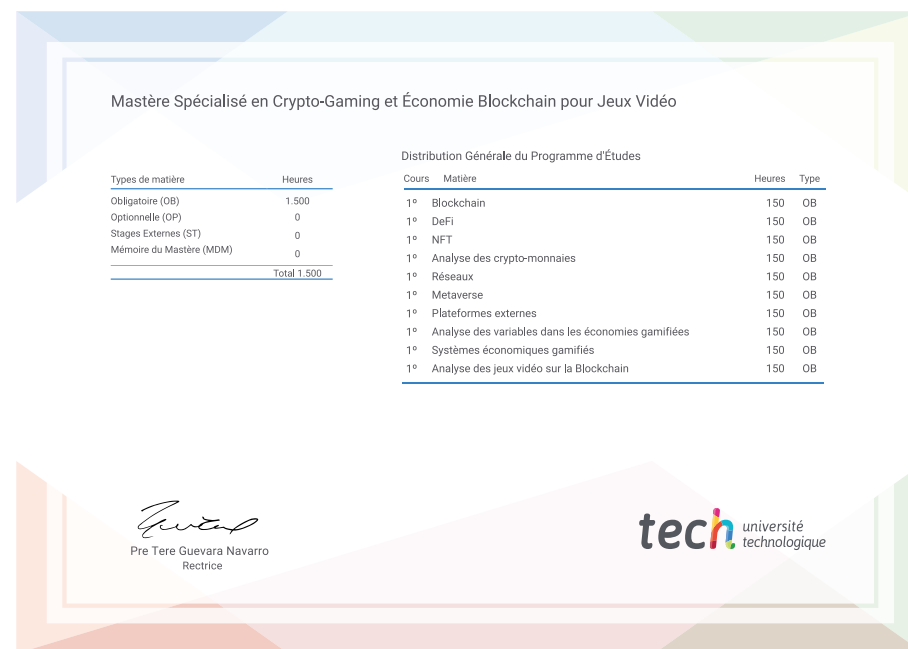 Mastère Spécialisé en Crypto-Gaming et Économie Blockchain pour Jeux Vidéo
Types de matière Heures
Obligatoire (OB) 1.500
Optionnelle (OP) 0
Stages Externes (ST) 0
Mémoire du Mastère (MDM) 0
Total 1.500
Distribution Générale du Programme d'Études
Cours Matière Heures Type
1º Blockchain 150 OB
1º DeFi 150 OB
1º NFT 150 OB
1º Analyse des crypto-monnaies 150 OB
1º Réseaux 150 OB
1º Metaverse 150 OB
1º Plateformes externes 150 OB
1º Analyse des variables dans les économies gamifiées 150 OB
1º Systèmes économiques gamifiés 150 OB
1º Analyse des jeux vidéo sur la Blockchain 150 OB
Pre Tere Guevara Navarro
Rectrice
tech université
technologique